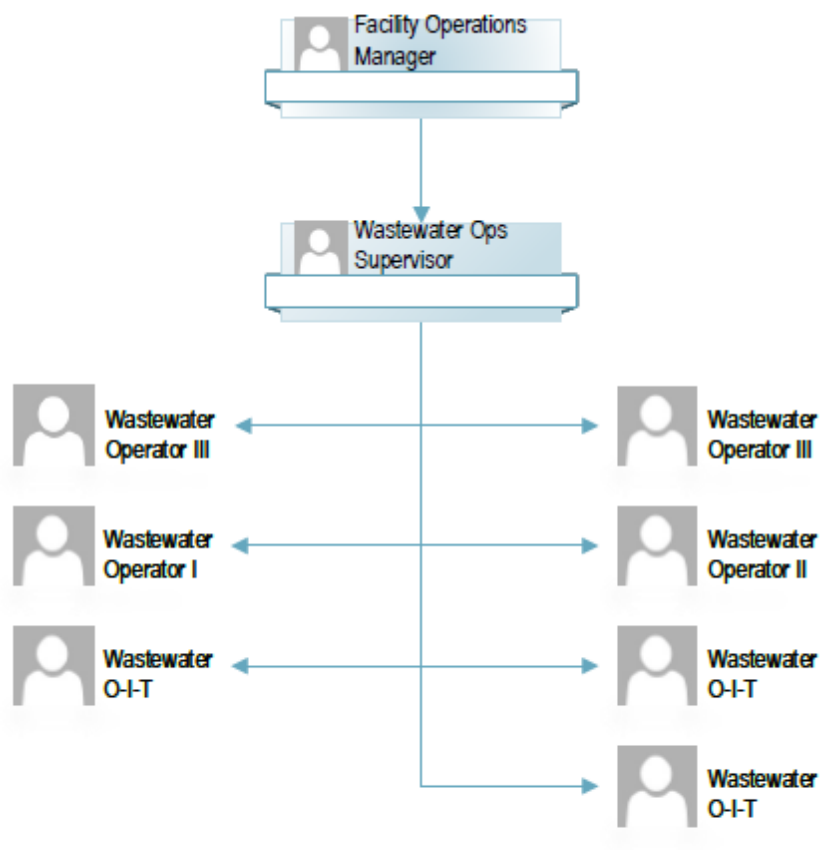 Facility Operations
Manager
Wastewater Ops
Supervisor
Wastewater
Operator III
Wastewater
Operator III
Wastewater
Operator I
Wastewater
Operator II
Wastewater
O-I-T
Wastewater
O-I-T
Wastewater
O-I-T